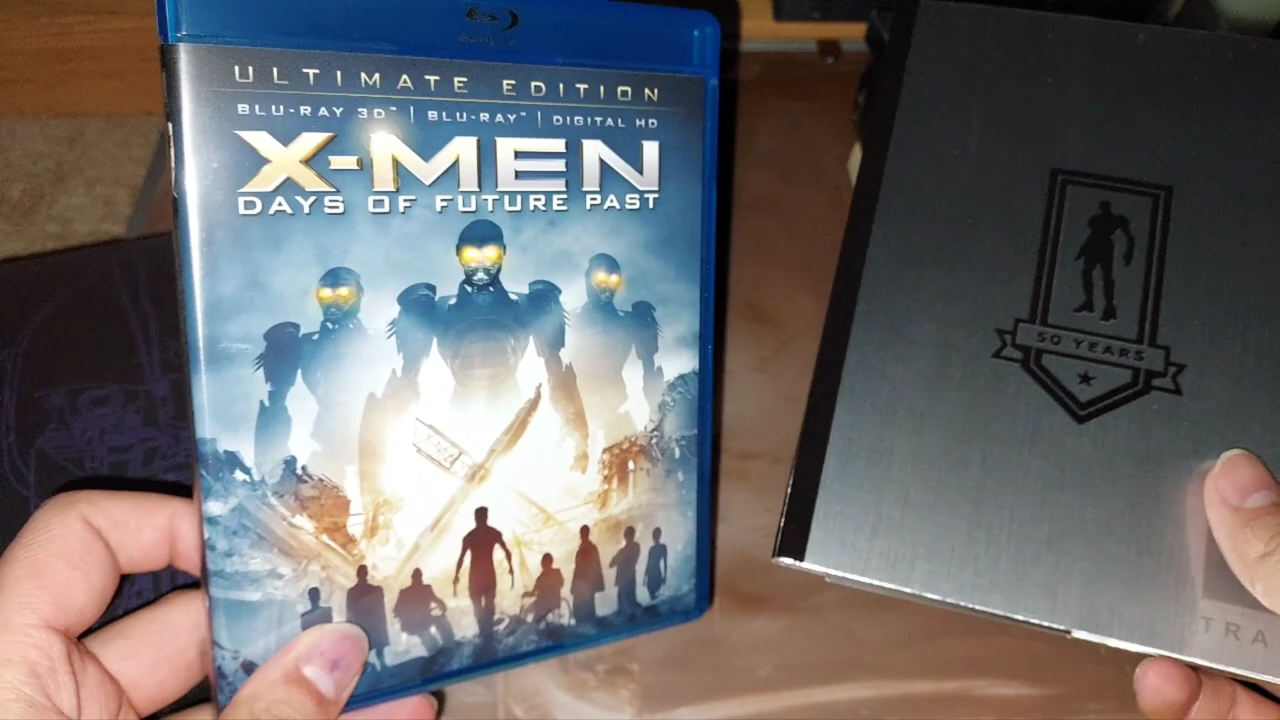 ULTIMATE EDITION
BLU-RAY 3D™ | BLU-RAY™ | DIGITAL HD
X-MEN
DAYS OF FUTURE PAST
50 YEARS
TRA